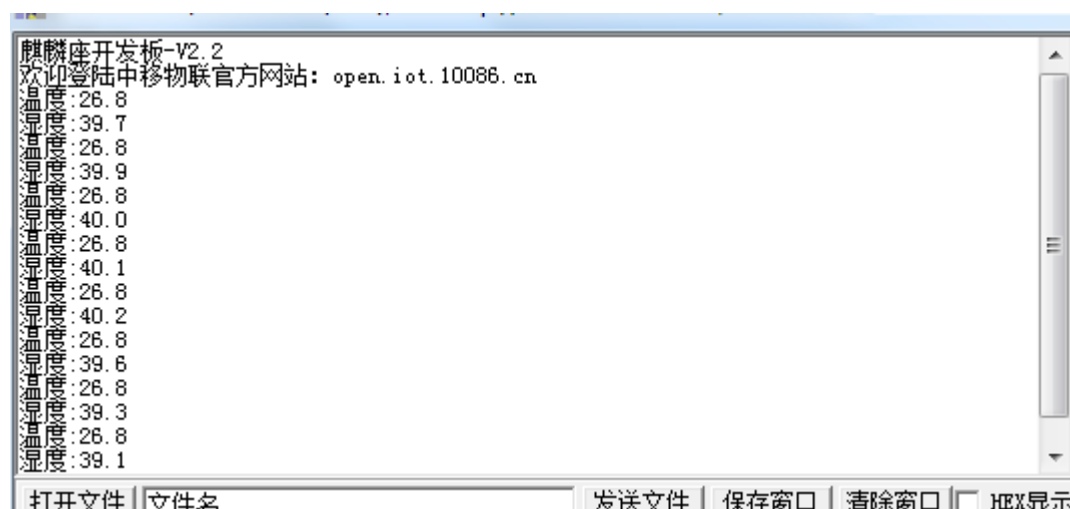 麒麟座开发板-V2.2
欢迎登陆中移物联官方网站：open.iot.10086.cn
温度:26.8
湿度:39.7
温度:26.8
湿度:39.9
温度:26.8
湿度:40.0
温度:26.8
湿度:40.1
温度:26.8
湿度:40.2
温度:26.8
湿度:39.6
温度:26.8
湿度:39.3
温度:26.8
湿度:39.1
打开文件 文件名 发送文件 保存窗口 清除窗口 HEX显示